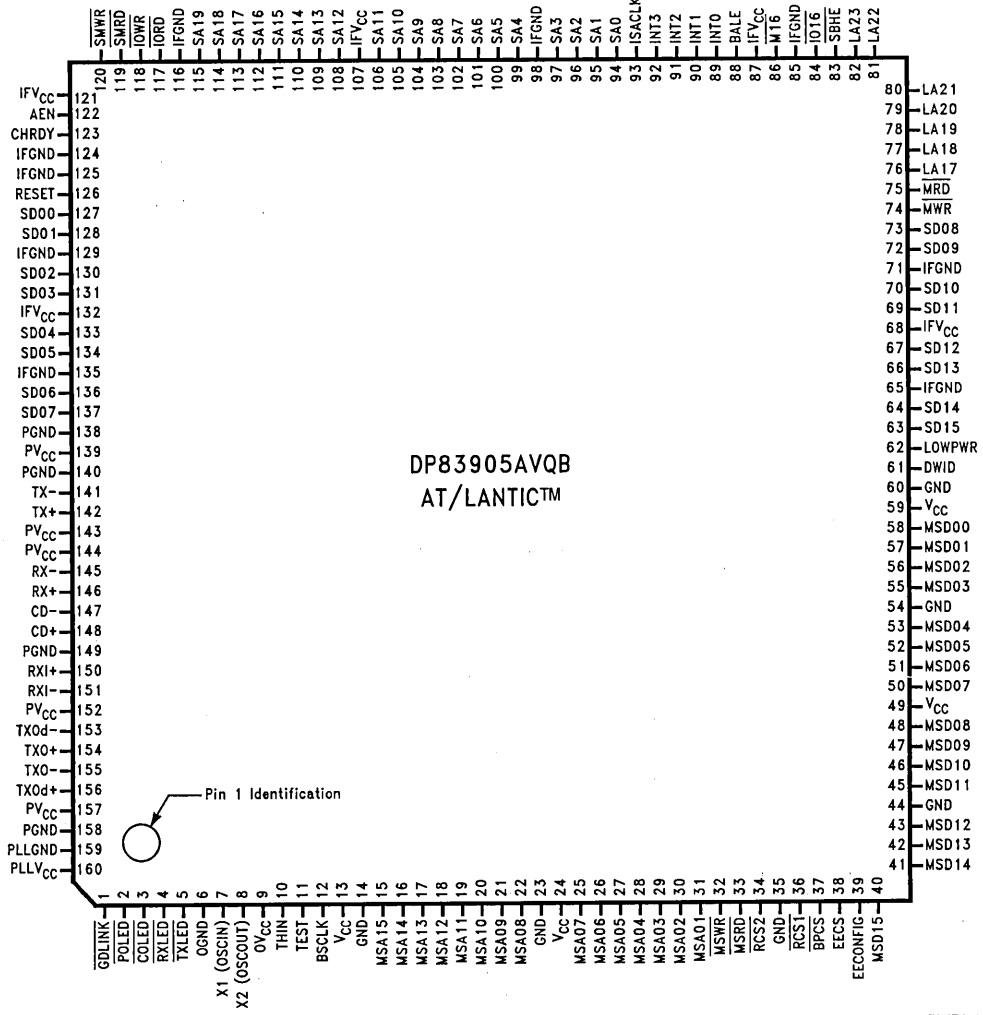 SMWR SMRD IOWR IORD IFGND SA19 SA18 SA17 SA16 SA15 SA14 SA13 SA12 IFVCC SA11 SA10 SA9 SA8 SA7 SA6 SA5 SA4 IFGND SA3 SA2 SA1 SA0 ISACLK INT3 INT2 INT1 INT0 BALE IFVCC M16 IFGND IO16 SBHE LA23 LA22
120 119 118 117 116 115 114 113 112 111 110 109 108 107 106 105 104 103 102 101 100 99 98 97 96 95 94 93 92 91 90 89 88 87 86 85 84 83 82 81
IFVCC 121
AEN 122
CHRDY 123
IFGND 124
IFGND 125
RESET 126
SD00 127
SD01 128
IFGND 129
SD02 130
SD03 131
IFVCC 132
SD04 133
SD05 134
IFGND 135
SD06 136
SD07 137
PGND 138
PVCC 139
PGND 140
TX- 141
TX+ 142
PVCC 143
PVCC 144
RX- 145
RX+ 146
CD- 147
CD+ 148
PGND 149
RXI+ 150
RXI- 151
PVCC 152
TXOd- 153
TXO+ 154
TXO- 155
TXOd+ 156
PVCC 157
PGND 158
PLLGND 159
PLLVCC 160
DP83905AVQB
AT/LANTIC™
Pin 1 Identification
80 LA21
79 LA20
78 LA19
77 LA18
76 LA17
75 MRD
74 MWR
73 SD08
72 SD09
71 IFGND
70 SD10
69 SD11
68 IFVCC
67 SD12
66 SD13
65 IFGND
64 SD14
63 SD15
62 LOWPWR
61 DWID
60 GND
59 VCC
58 MSD00
57 MSD01
56 MSD02
55 MSD03
54 GND
53 MSD04
52 MSD05
51 MSD06
50 MSD07
49 VCC
48 MSD08
47 MSD09
46 MSD10
45 MSD11
44 GND
43 MSD12
42 MSD13
41 MSD14
1 2 3 4 5 6 7 8 9 10 11 12 13 14 15 16 17 18 19 20 21 22 23 24 25 26 27 28 29 30 31 32 33 34 35 36 37 38 39 40
GDLINK POLED COLED RXLED TXLED OGND X1 (OSCIN) X2 (OSCOUT) OVCC THIN TEST BSCLK VCC GND MSA15 MSA14 MSA13 MSA12 MSA11 MSA10 MSA09 MSA08 GND VCC MSA07 MSA06 MSA05 MSA04 MSA03 MSA02 MSA01 MSWR MSRD RCS2 GND RCS1 BPCS EECS EECONFIG MSD15